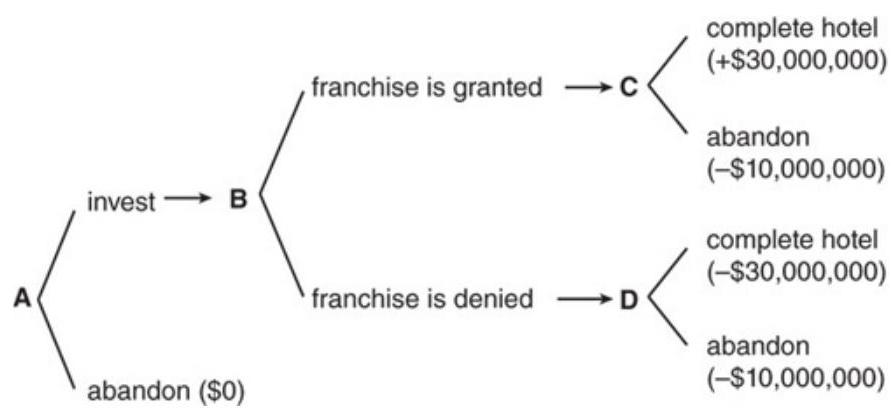 complete hotel
(+$30,000,000)
franchise is granted
C
abandon
(–$10,000,000)
invest
B
complete hotel
(–$30,000,000)
A
franchise is denied
D
abandon
(–$10,000,000)
abandon ($0)